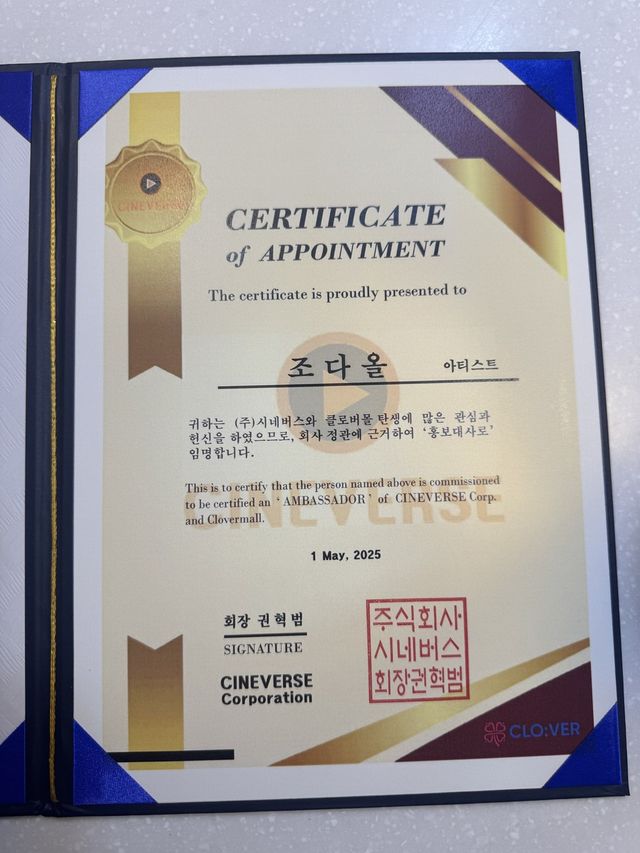 CINEVERSE
CERTIFICATE
of APPOINTMENT
The certificate is proudly presented to
조다올 아티스트
귀하는 (주)시네버스와 클로버몰 탄생에 많은 관심과
헌신을 하였으므로, 회사 정관에 근거하여 ‘홍보대사로’
임명합니다.
This is to certify that the person named above is commissioned
to be certified an ‘ AMBASSADOR ’ of CINEVERSE Corp.
and Clovermall.
CINEVERSE
1 May, 2025
회장 권혁범
SIGNATURE
CINEVERSE
Corporation
주식회사
시네버스
회장권혁범
CLO:VER